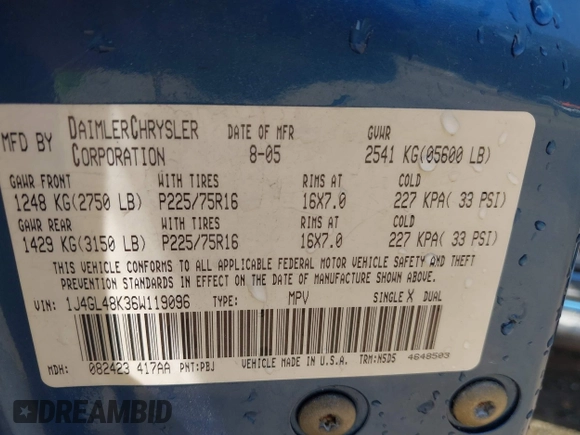 MFD BY DAIMLERCHRYSLER CORPORATION DATE OF MFR 8-05 GVWR 2541 KG(05600 LB)
GAWR FRONT WITH TIRES RIMS AT COLD
1248 KG(2750 LB) P225/75R16 16X7.0 227 KPA( 33 PSI)
GAWR REAR WITH TIRES RIMS AT COLD
1429 KG(3150 LB) P225/75R16 16X7.0 227 KPA( 33 PSI)
THIS VEHICLE CONFORMS TO ALL APPLICABLE FEDERAL MOTOR VEHICLE SAFETY AND THEFT
PREVENTION STANDARDS IN EFFECT ON THE DATE OF MANUFACTURE SHOWN ABOVE.
VIN: 1J4GL48K36W119096 TYPE: MPV SINGLE X DUAL
MDH: 082423 417AA PNT:PBJ VEHICLE MADE IN U.S.A. TRM:N5D5 4648503
DREAMBID